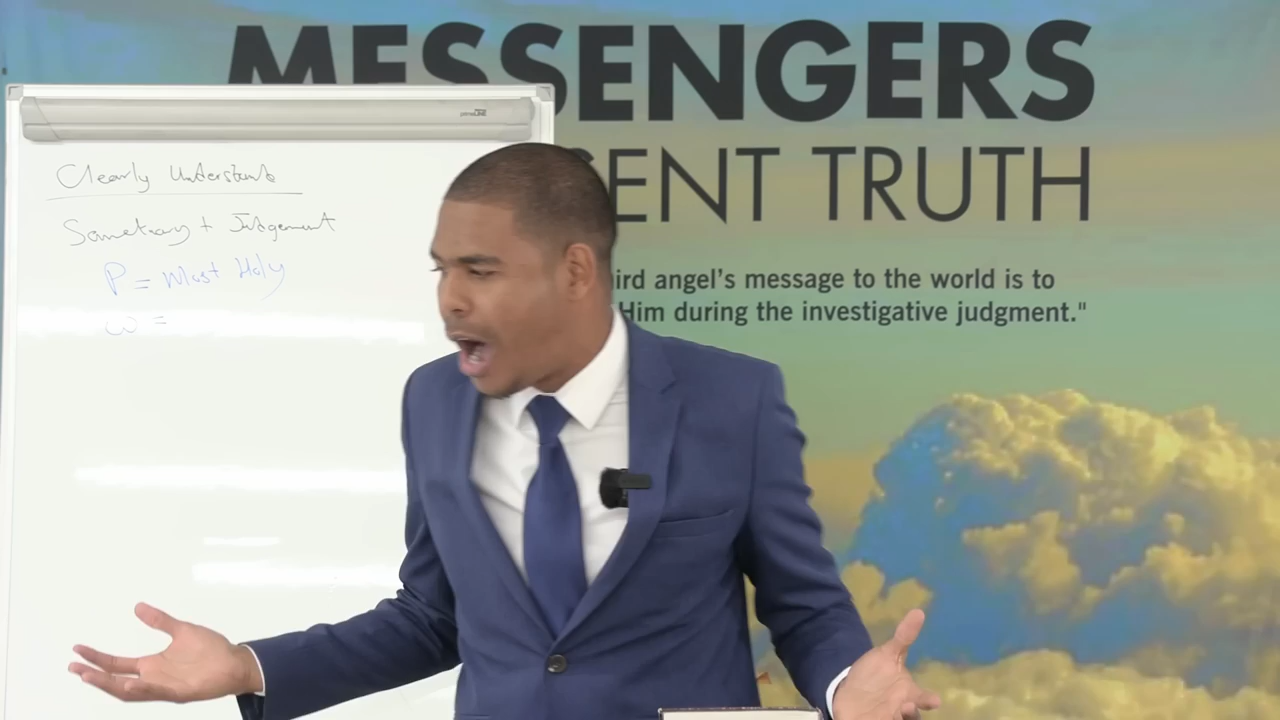 MESSENGERS
SENT TRUTH
ird angel's message to the world is to
Him during the investigative judgment."
Clearly Understand
Sanctuary + Judgement
P = Most Holy
W =